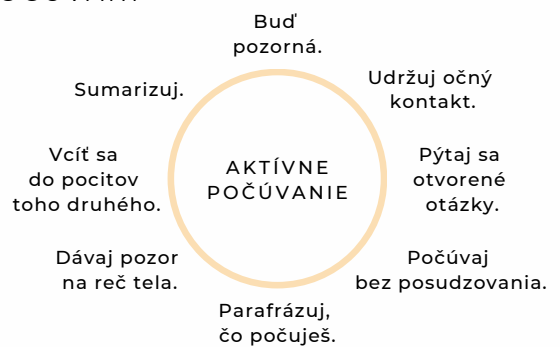 Buď
pozorná.
Udržuj očný
kontakt.
Pýtaj sa
otvorené
otázky.
Počúvaj
bez posudzovania.
Parafrázuj,
čo počuješ.
Dávaj pozor
na reč tela.
Vcíť sa
do pocitov
toho druhého.
Sumarizuj.
AKTÍVNE
POČÚVANIE